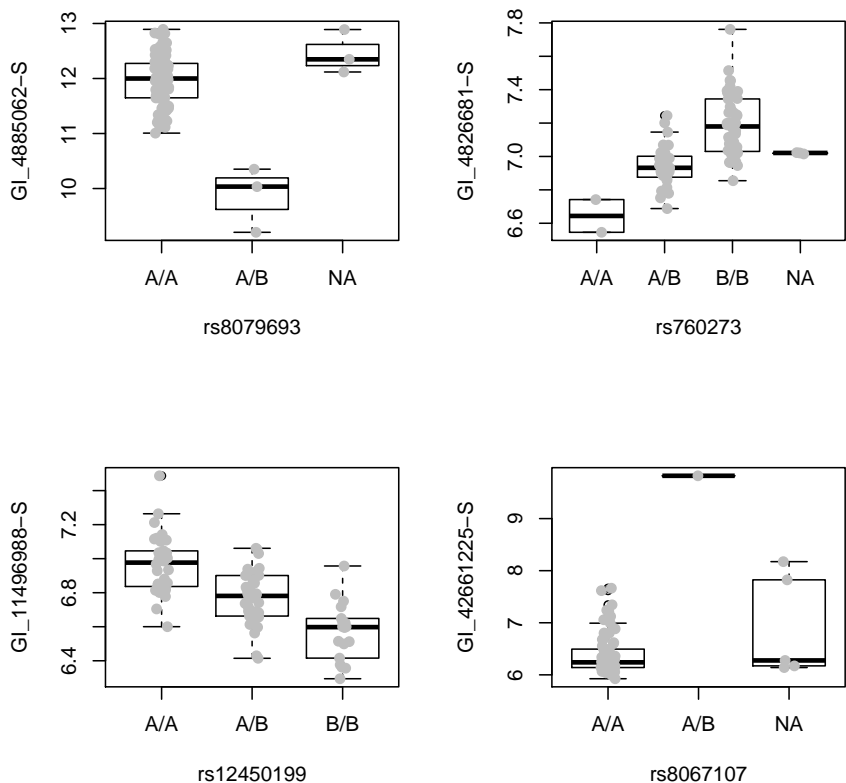 GI_4885062−S
13
12
11
10
A/A A/B NA
rs8079693
GI_4826681−S
7.8
7.4
7.0
6.6
A/A A/B B/B NA
rs760273
GI_11496988−S
7.2
6.8
6.4
A/A A/B B/B
rs12450199
GI_42661225−S
9
8
7
6
A/A A/B NA
rs8067107